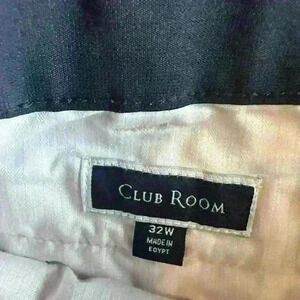 CLUB ROOM
32W
MADE IN
EGYPT